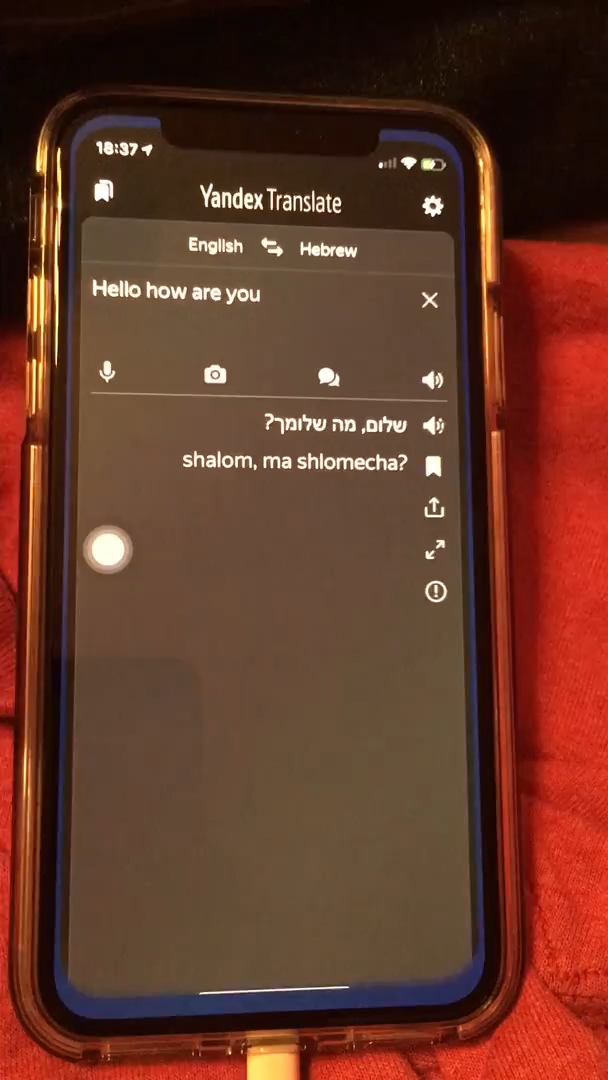 18:37
Yandex Translate
English Hebrew
Hello how are you
שלום, מה שלומך?
shalom, ma shlomecha?